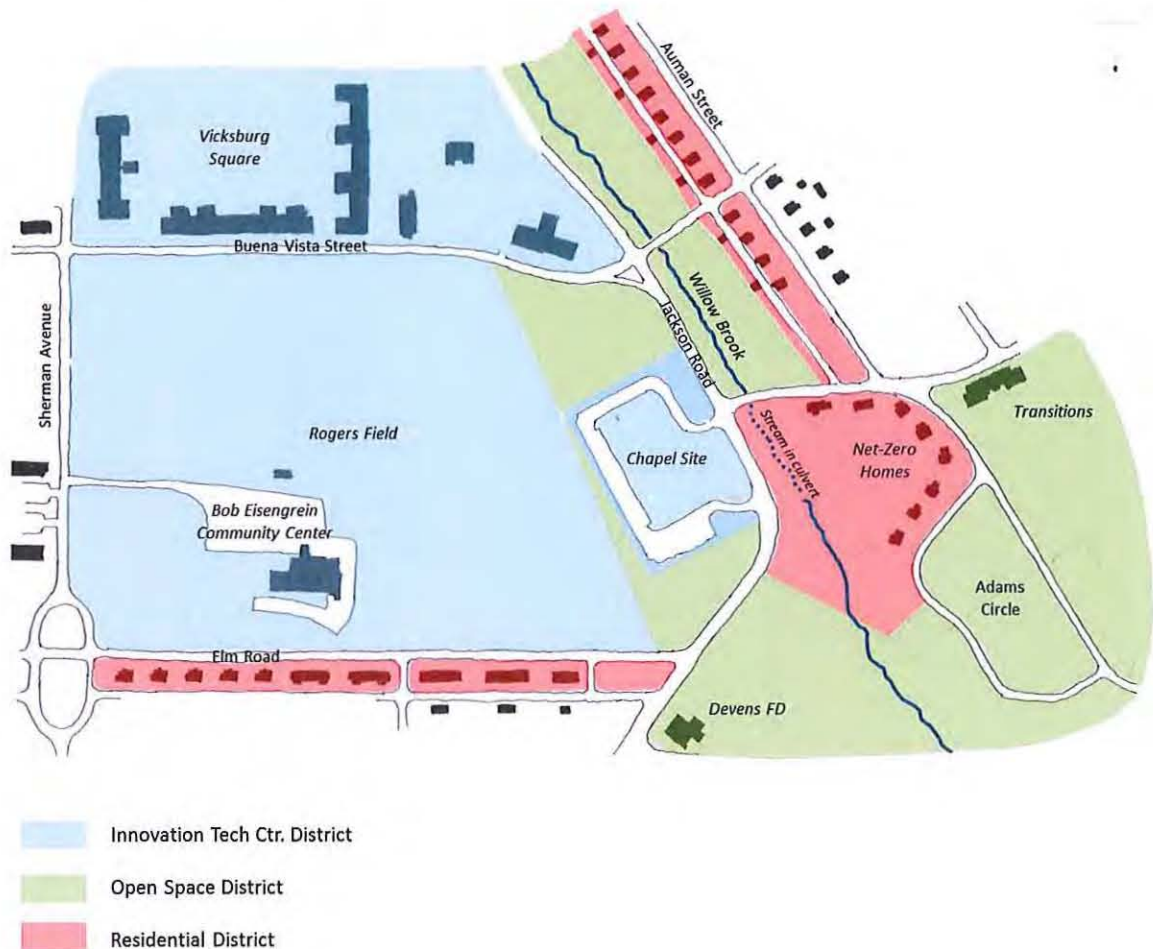 Auman Street
Vicksburg
Square
Buena Vista Street
Sherman Avenue
Willow Brook
Jackson Road
Rogers Field
Chapel Site
Stream in culvert
Net-Zero
Homes
Transitions
Bob Eisengrein
Community Center
Adams
Circle
Elm Road
Devens FD
Innovation Tech Ctr. District
Open Space District
Residential District